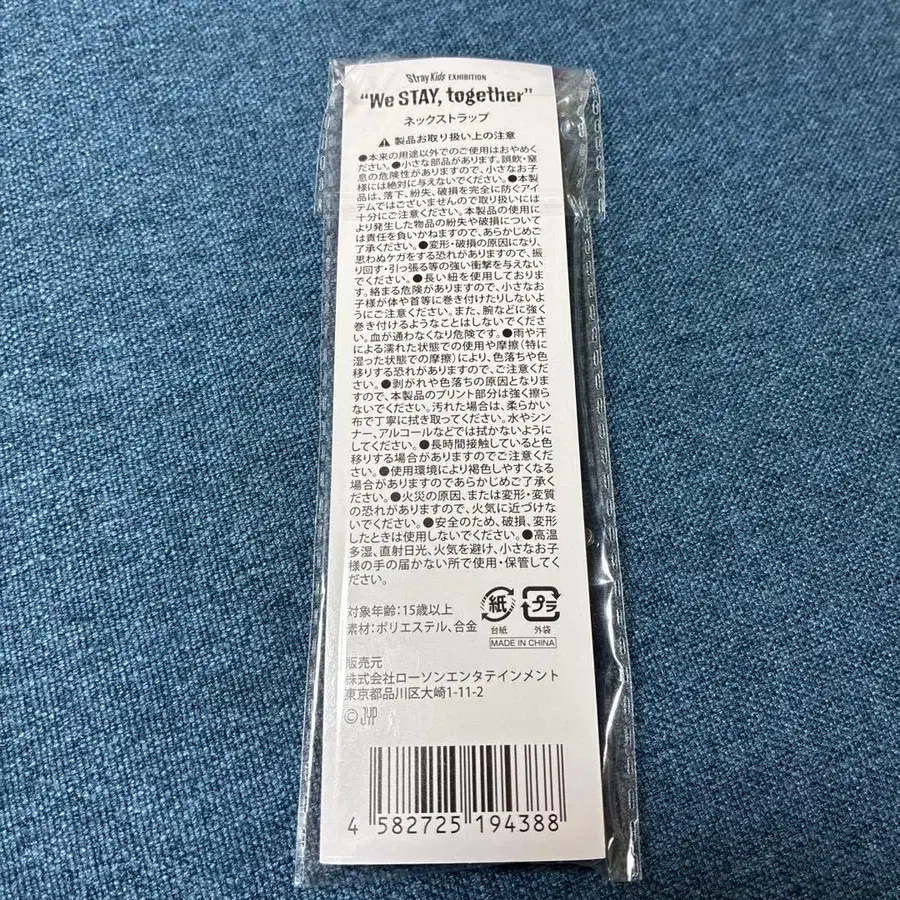 Stray Kids EXHIBITION
“We STAY, together”
ネックストラップ
⚠ 製品お取り扱い上の注意
●本来の用途以外でのご使用はおやめく
ださい。●小さな部品があります。誤飲・窒
息の危険性がありますので、小さなお子
様には絶対に与えないでください。●本製
品は、落下、紛失、破損を完全に防ぐアイ
テムではございませんので取り扱いには
十分にご注意ください。本製品の使用に
より発生した物品の紛失や破損について
は責任を負いかねますので、あらかじめご
了承ください。●変形・破損の原因になり、
思わぬケガをする恐れがありますので、振
り回す・引っ張る等の強い衝撃を与えない
でください。●長い紐を使用しておりま
す。絡まる危険がありますので、小さなお
子様が体や首等に巻き付けたりしないよ
うにご注意ください。また、腕などに強く
巻き付けるようなことはしないでくださ
い。血が通わなくなり危険です。●雨や汗
による濡れた状態での使用や摩擦（特に
湿った状態での摩擦）により、色落ちや色
移りする恐れがありますので、ご注意くだ
さい。●剥がれや色落ちの原因となりま
すので、本製品のプリント部分は強く擦ら
ないでください。汚れた場合は、柔らかい
布で丁寧に拭き取ってください。水やシン
ナー、アルコールなどでは拭かないように
してください。●長時間接触していると色
移りする場合がありますのでご注意くだ
さい。●使用環境により褐色しやすくなる
場合がありますのであらかじめご了承く
ださい。●火災の原因、または変形・変質
の恐れがありますので、火気に近づけな
いでください。●安全のため、破損、変形
したときは使用しないでください。●高温
多湿、直射日光、火気を避け、小さなお子
様の手の届かない所で使用・保管してく
ださい。
対象年齢：15歳以上
素材：ポリエステル、合金
紙 プラ
台紙 外袋
MADE IN CHINA
販売元
株式会社ローソンエンタテインメント
東京都品川区大崎1-11-2
© JYP
4 582725 194388